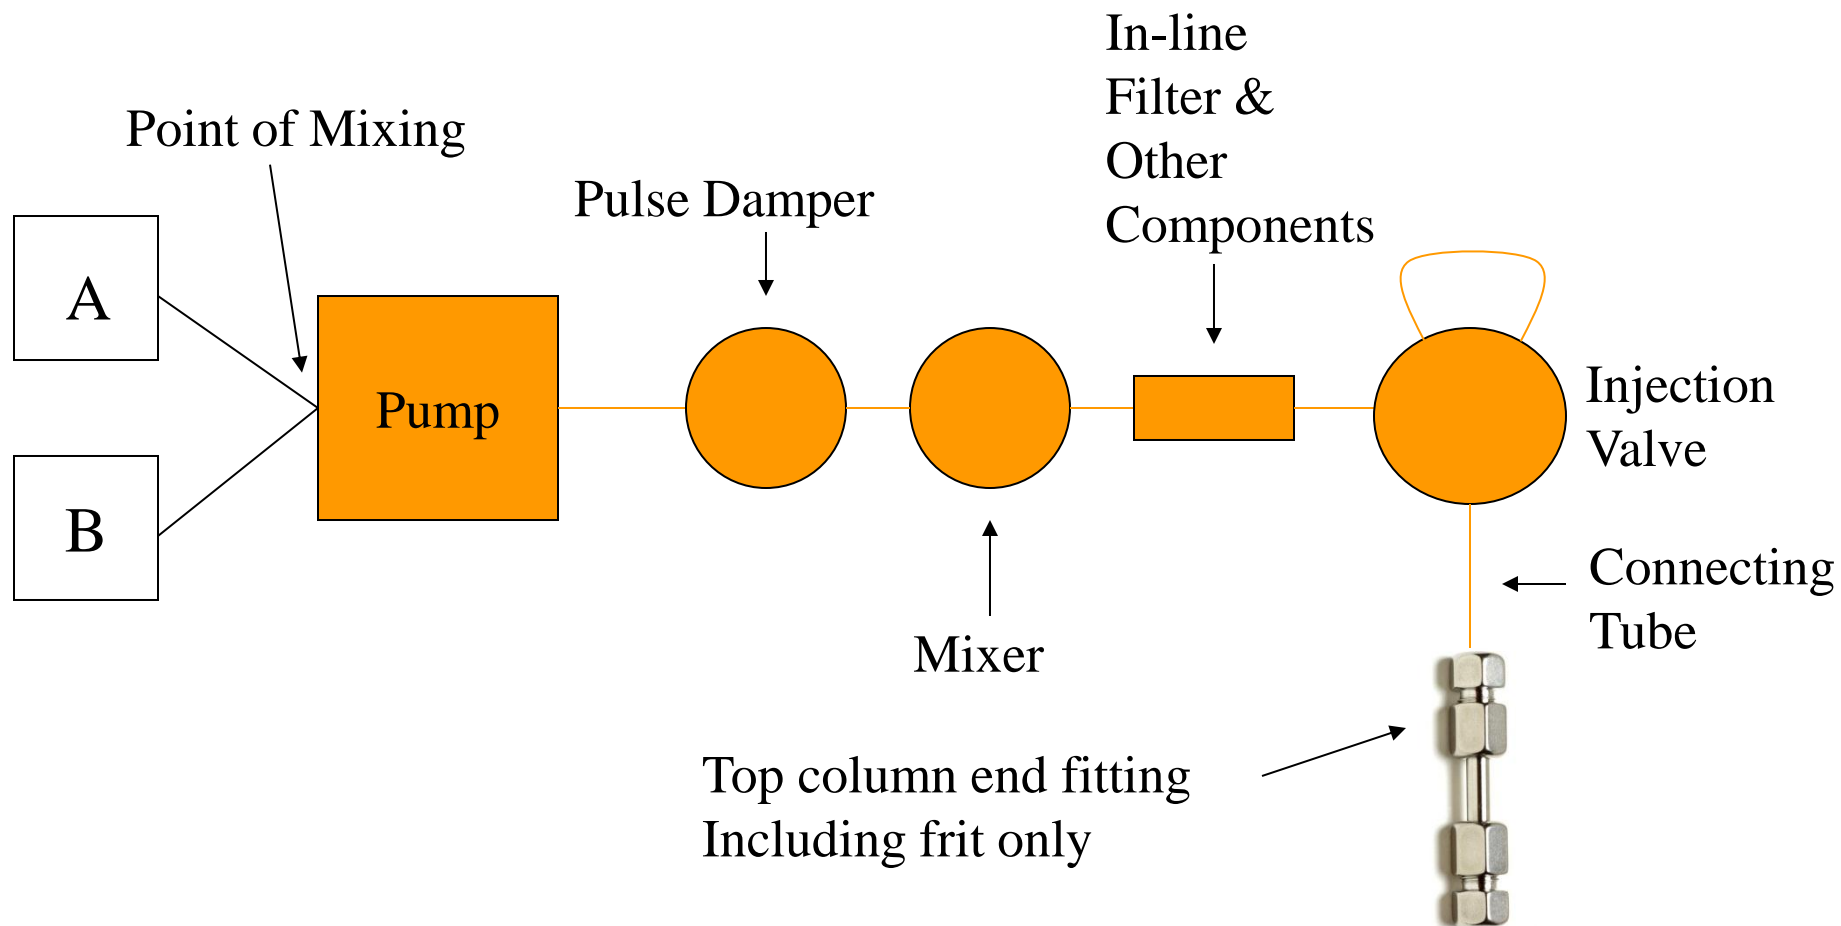 In-line
Filter &
Other
Components
Point of Mixing
Pulse Damper
A
Pump
Injection
Valve
B
Connecting
Tube
Mixer
Top column end fitting
Including frit only